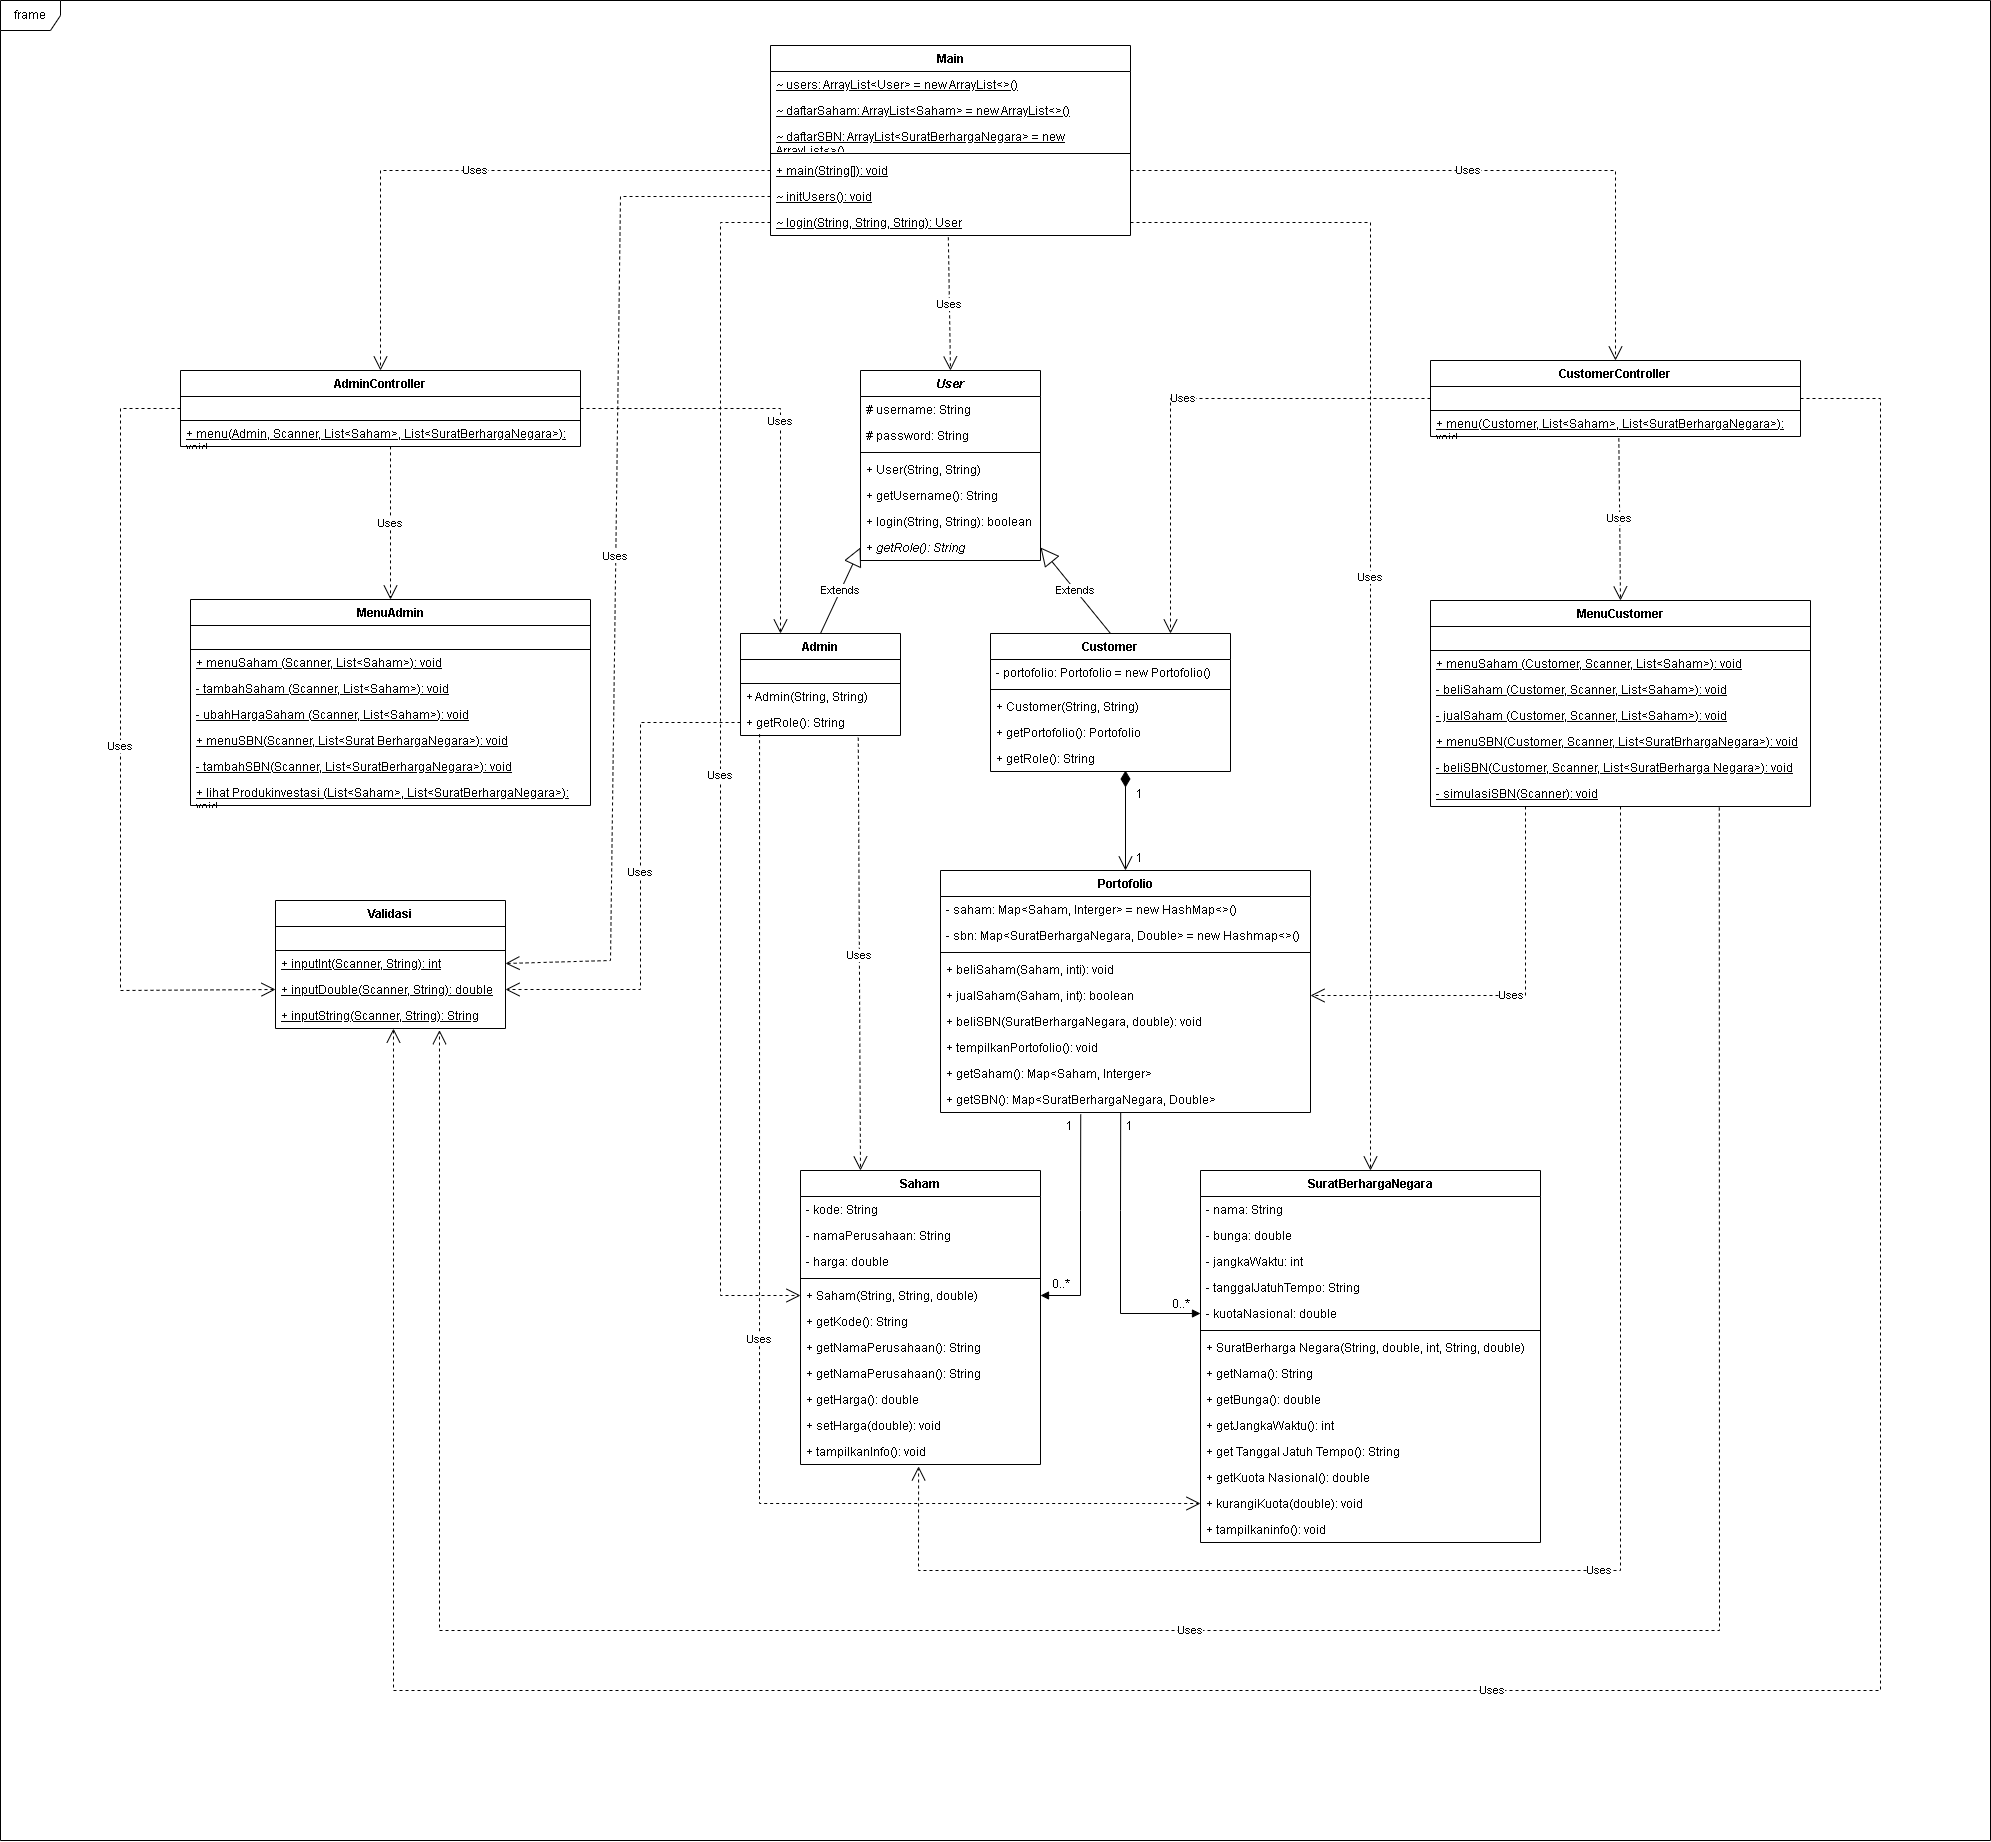 frame
Main
~ users: ArrayList<User> = new ArrayList<>()
~ daftarSaham: ArrayList<Saham> = new ArrayList<>()
~ daftarSBN: ArrayList<SuratBerhargaNegara> = new
ArrayList<>()
+ main(String[]): void
~ initUsers(): void
~ login(String, String, String): User
Uses
Uses
Uses
AdminController
+ menu(Admin, Scanner, List<Saham>, List<SuratBerhargaNegara>):
void
User
# username: String
# password: String
+ User(String, String)
+ getUsername(): String
+ login(String, String): boolean
+ getRole(): String
CustomerController
+ menu(Customer, List<Saham>, List<SuratBerhargaNegara>):
void
Uses
Uses
Uses
Uses
Uses
Uses
Extends
Extends
MenuAdmin
+ menuSaham (Scanner, List<Saham>): void
- tambahSaham (Scanner, List<Saham>): void
- ubahHargaSaham (Scanner, List<Saham>): void
+ menuSBN(Scanner, List<Surat BerhargaNegara>): void
- tambahSBN(Scanner, List<SuratBerhargaNegara>): void
+ lihat Produkinvestasi (List<Saham>, List<SuratBerhargaNegara>):
void
Admin
+ Admin(String, String)
+ getRole(): String
Customer
- portofolio: Portofolio = new Portofolio()
+ Customer(String, String)
+ getPortofolio(): Portofolio
+ getRole(): String
MenuCustomer
+ menuSaham (Customer, Scanner, List<Saham>): void
- beliSaham (Customer, Scanner, List<Saham>): void
- jualSaham (Customer, Scanner, List<Saham>): void
+ menuSBN(Customer, Scanner, List<SuratBrhargaNegara>): void
- beliSBN(Customer, Scanner, List<SuratBerharga Negara>): void
- simulasiSBN(Scanner): void
Uses
Uses
Uses
1
1
Validasi
+ inputInt(Scanner, String): int
+ inputDouble(Scanner, String): double
+ inputString(Scanner, String): String
Portofolio
- saham: Map<Saham, Interger> = new HashMap<>()
- sbn: Map<SuratBerhargaNegara, Double> = new Hashmap<>()
+ beliSaham(Saham, inti): void
+ jualSaham(Saham, int): boolean
+ beliSBN(SuratBerhargaNegara, double): void
+ tempilkanPortofolio(): void
+ getSaham(): Map<Saham, Interger>
+ getSBN(): Map<SuratBerhargaNegara, Double>
Uses
Uses
1
1
0..*
0..*
Saham
- kode: String
- namaPerusahaan: String
- harga: double
+ Saham(String, String, double)
+ getKode(): String
+ getNamaPerusahaan(): String
+ getNamaPerusahaan(): String
+ getHarga(): double
+ setHarga(double): void
+ tampilkanInfo(): void
SuratBerhargaNegara
- nama: String
- bunga: double
- jangkaWaktu: int
- tanggalJatuhTempo: String
- kuotaNasional: double
+ SuratBerharga Negara(String, double, int, String, double)
+ getNama(): String
+ getBunga(): double
+ getJangkaWaktu(): int
+ get Tanggal Jatuh Tempo(): String
+ getKuota Nasional(): double
+ kurangiKuota(double): void
+ tampilkaninfo(): void
Uses
Uses
Uses
Uses